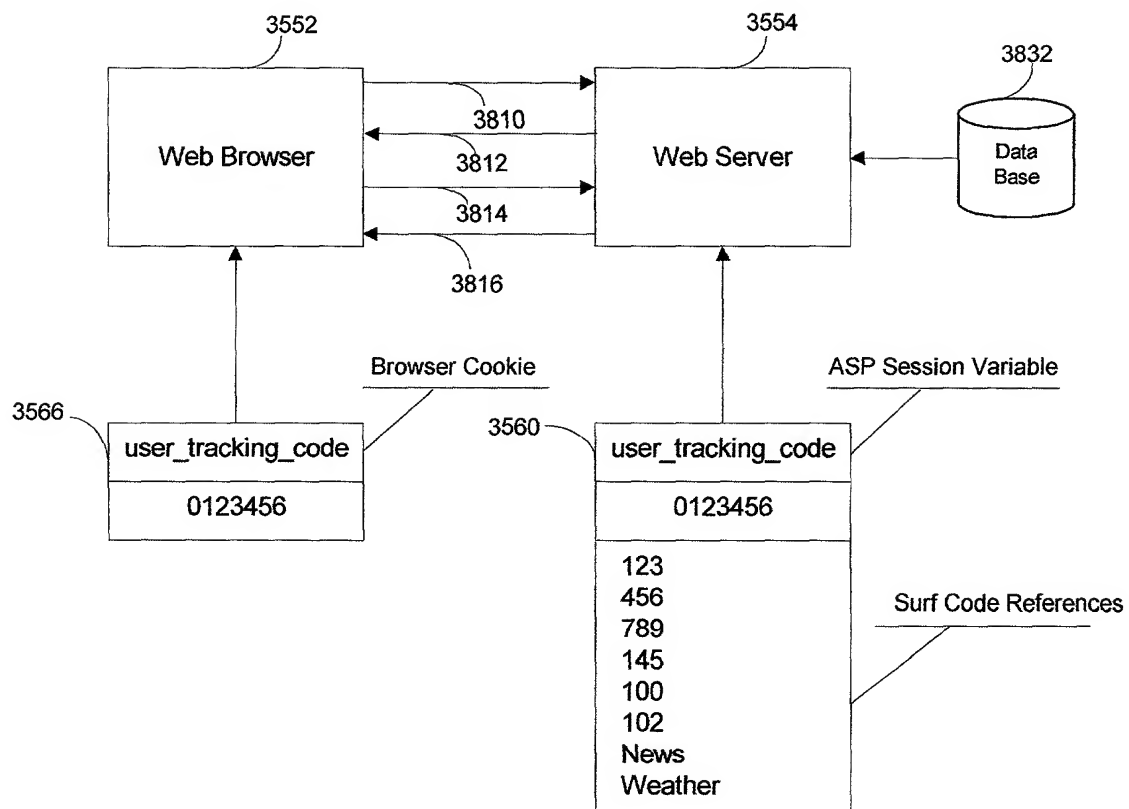 3552
3554
3832
3810
3812
3814
3816
Web Browser
Web Server
Data
Base
Browser Cookie
ASP Session Variable
3566
3560
user_tracking_code
0123456
user_tracking_code
0123456
123
456
789
145
100
102
News
Weather
Surf Code References